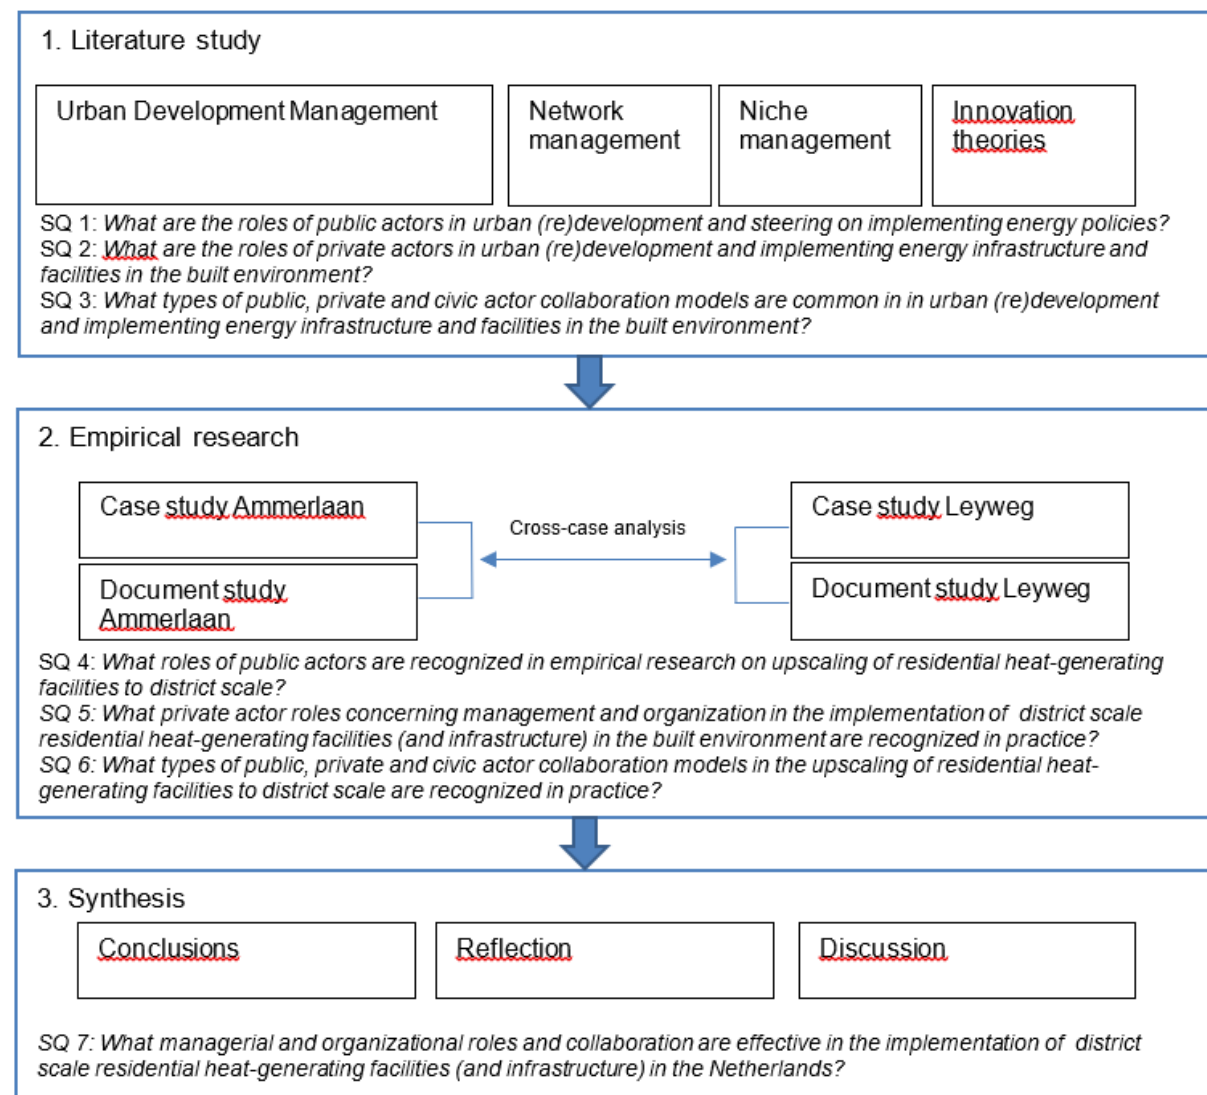 1. Literature study
Urban Development Management
Network
management
Niche
management
Innovation
theories
SQ 1: What are the roles of public actors in urban (re)development and steering on implementing energy policies?
SQ 2: What are the roles of private actors in urban (re)development and implementing energy infrastructure and
facilities in the built environment?
SQ 3: What types of public, private and civic actor collaboration models are common in in urban (re)development
and implementing energy infrastructure and facilities in the built environment?
2. Empirical research
Case study Ammerlaan
Document study
Ammerlaan
Cross-case analysis
Case study Leyweg
Document study Leyweg
SQ 4: What roles of public actors are recognized in empirical research on upscaling of residential heat-generating
facilities to district scale?
SQ 5: What private actor roles concerning management and organization in the implementation of district scale
residential heat-generating facilities (and infrastructure) in the built environment are recognized in practice?
SQ 6: What types of public, private and civic actor collaboration models in the upscaling of residential heat-
generating facilities to district scale are recognized in practice?
3. Synthesis
Conclusions
Reflection
Discussion
SQ 7: What managerial and organizational roles and collaboration are effective in the implementation of district
scale residential heat-generating facilities (and infrastructure) in the Netherlands?